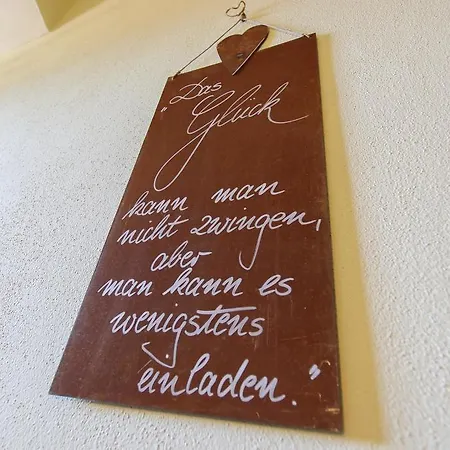 „Das
Glück
kann man
nicht zwingen,
aber
man kann es
wenigstens
einladen.“